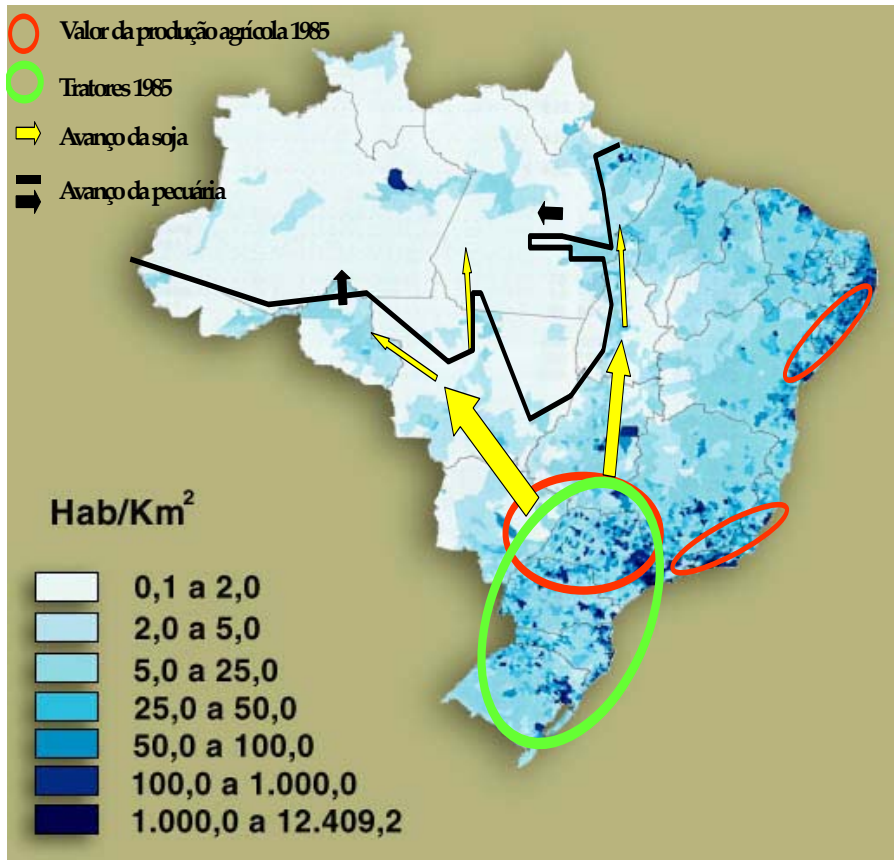 Valor da produção agrícola 1985
Tratores 1985
Avanço da soja
Avanço da pecuária
Hab/Km²
0,1 a 2,0
2,0 a 5,0
5,0 a 25,0
25,0 a 50,0
50,0 a 100,0
100,0 a 1.000,0
1.000,0 a 12.409,2